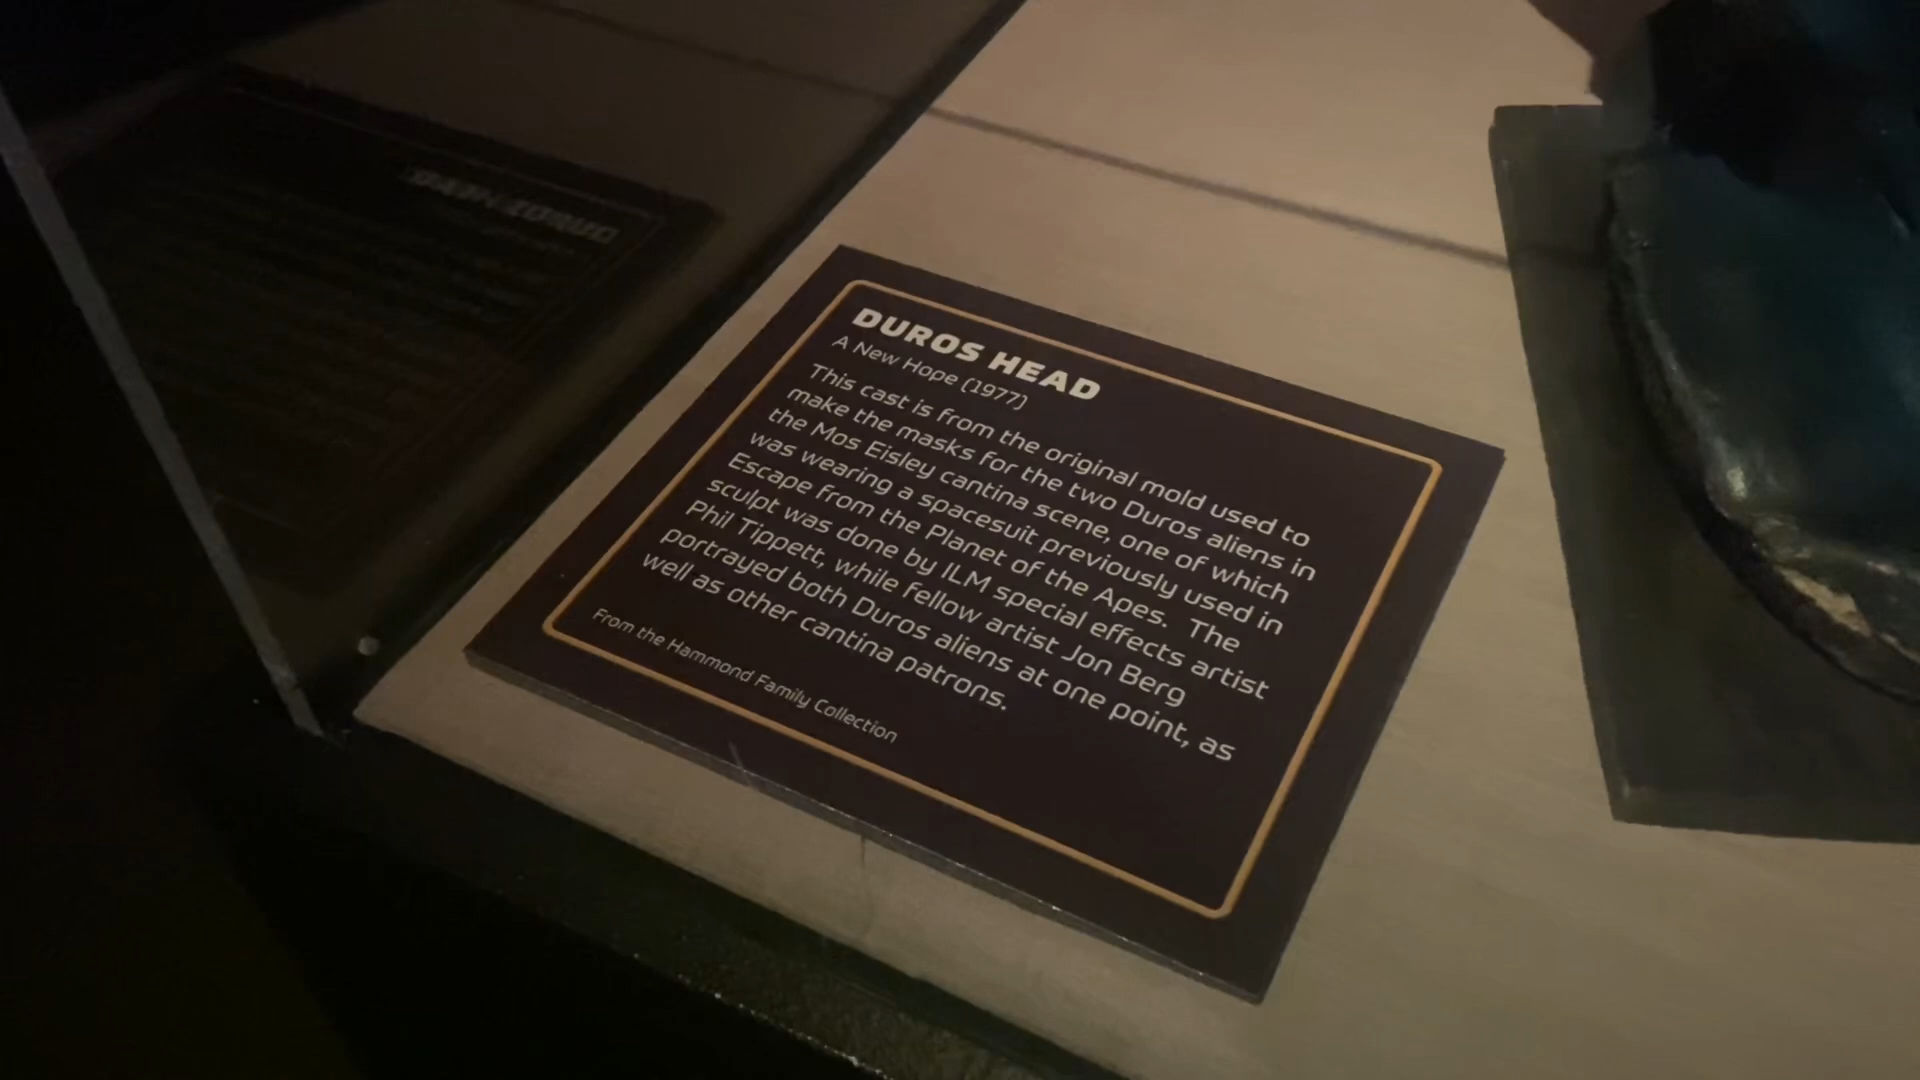 DUROS HEAD
A New Hope (1977)
This cast is from the original mold used to
make the masks for the two Duros aliens in
the Mos Eisley cantina scene, one of which
was wearing a spacesuit previously used in
Escape from the Planet of the Apes.  The
sculpt was done by ILM special effects artist
Phil Tippett, while fellow artist Jon Berg
portrayed both Duros aliens at one point, as
well as other cantina patrons.
From the Hammond Family Collection